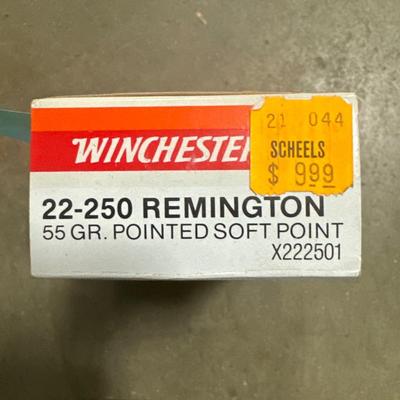 21 044
SCHEELS
$ 9.99
WINCHESTER
22-250 REMINGTON
55 GR. POINTED SOFT POINT
X222501